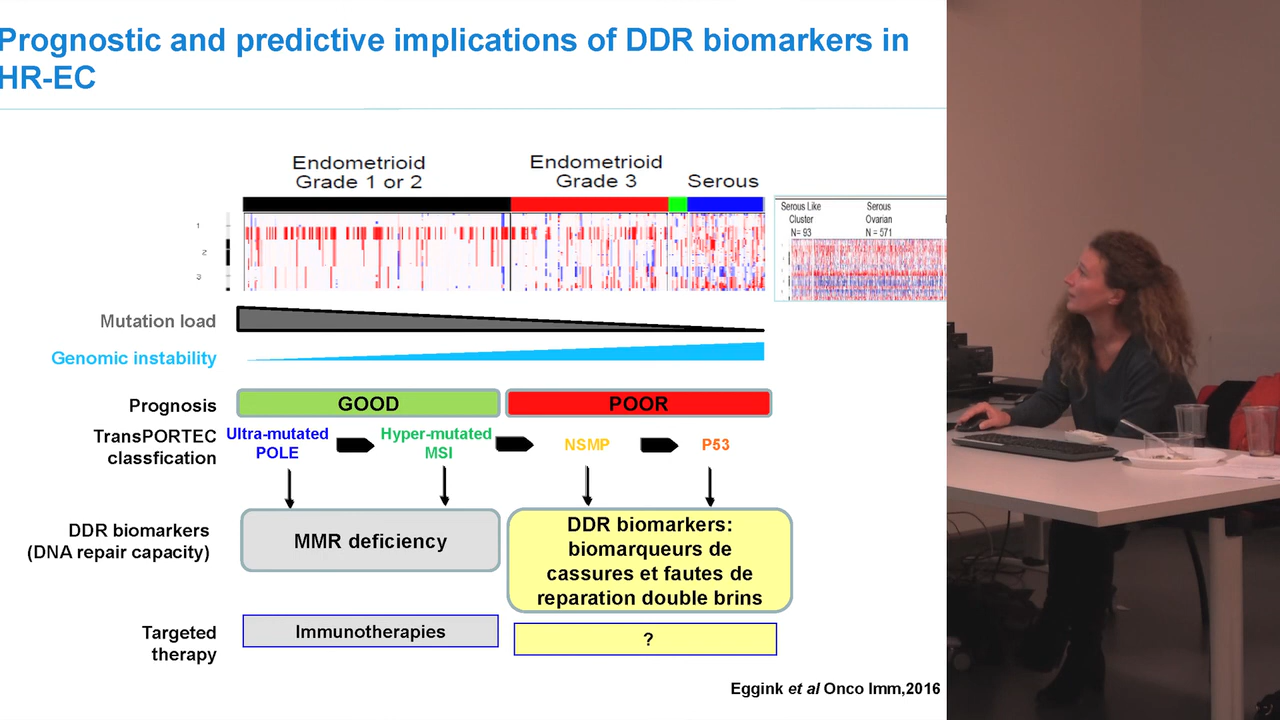 Prognostic and predictive implications of DDR biomarkers in
HR-EC
Endometrioid
Grade 1 or 2
Endometrioid
Grade 3
Serous
Serous Like
Cluster
N= 93
Serous
Ovarian
N = 571
1
2
3
Mutation load
Genomic instability
Prognosis
GOOD
POOR
TransPORTEC
classfication
Ultra-mutated
POLE
Hyper-mutated
MSI
NSMP
P53
DDR biomarkers
(DNA repair capacity)
MMR deficiency
DDR biomarkers:
biomarqueurs de
cassures et fautes de
reparation double brins
Targeted
therapy
Immunotherapies
?
Eggink et al Onco Imm,2016